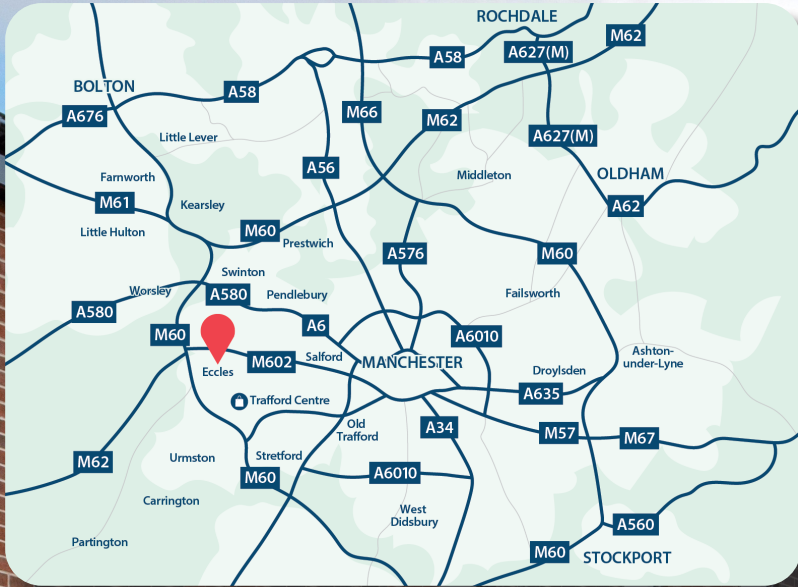 ROCHDALE
M62
A627(M)
A58
BOLTON
A58
M66
A676
M62
Little Lever
A627(M)
A56
Farnworth
Middleton
OLDHAM
M61
Kearsley
A62
Little Hulton
M60
Prestwich
A576
M60
Swinton
Worsley
A580
Pendlebury
Failsworth
A580
A6
M60
A6010
Salford
MANCHESTER
Ashton-
under-Lyne
M602
Eccles
Droylsden
A635
Trafford Centre
Old
Trafford
A34
M57
M67
Stretford
Urmston
M62
M60
A6010
Carrington
West
Didsbury
A560
Partington
M60
STOCKPORT